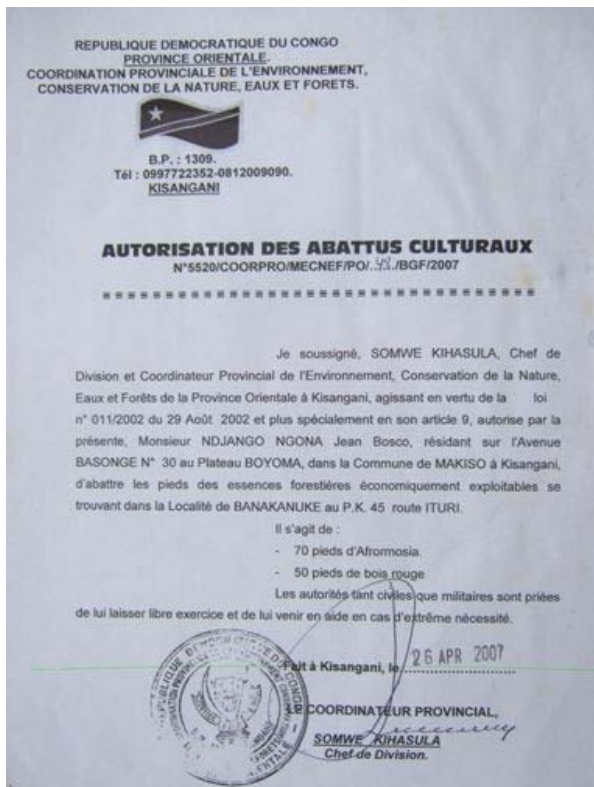 REPUBLIQUE DEMOCRATIQUE DU CONGO
PROVINCE ORIENTALE.
COORDINATION PROVINCIALE DE L'ENVIRONNEMENT,
CONSERVATION DE LA NATURE, EAUX ET FORETS.
B.P. : 1309.
Tél : 0997722352-0812009090.
KISANGANI
AUTORISATION DES ABATTUS CULTURAUX
N°5520/COORPRO/MECNEF/PO/../BGF/2007
Je soussigné, SOMWE KIHASULA, Chef de
Division et Coordinateur Provincial de l'Environnement, Conservation de la Nature,
Eaux et Forêts de la Province Orientale à Kisangani, agissant en vertu de la loi
n° 011/2002 du 29 Août 2002 et plus spécialement en son article 9, autorise par la
présente, Monsieur NDJANGO NGONA Jean Bosco, résidant sur l'Avenue
BASONGE N° 30 au Plateau BOYOMA, dans la Commune de MAKISO à Kisangani,
d'abattre les pieds des essences forestières économiquement exploitables se
trouvant dans la Localité de BANAKANUKE au P.K. 45 route ITURI.
Il s'agit de :
- 70 pieds d'Afrormosia.
- 50 pieds de bois rouge
Les autorités tant civiles que militaires sont priées
de lui laisser libre exercice et de lui venir en aide en cas d'extrême nécessité.
Fait à Kisangani, le 26 APR 2007
LE COORDINATEUR PROVINCIAL,
SOMWE KIHASULA
Chef de Division.
REPUBLIQUE DEMOCRATIQUE DU CONGO